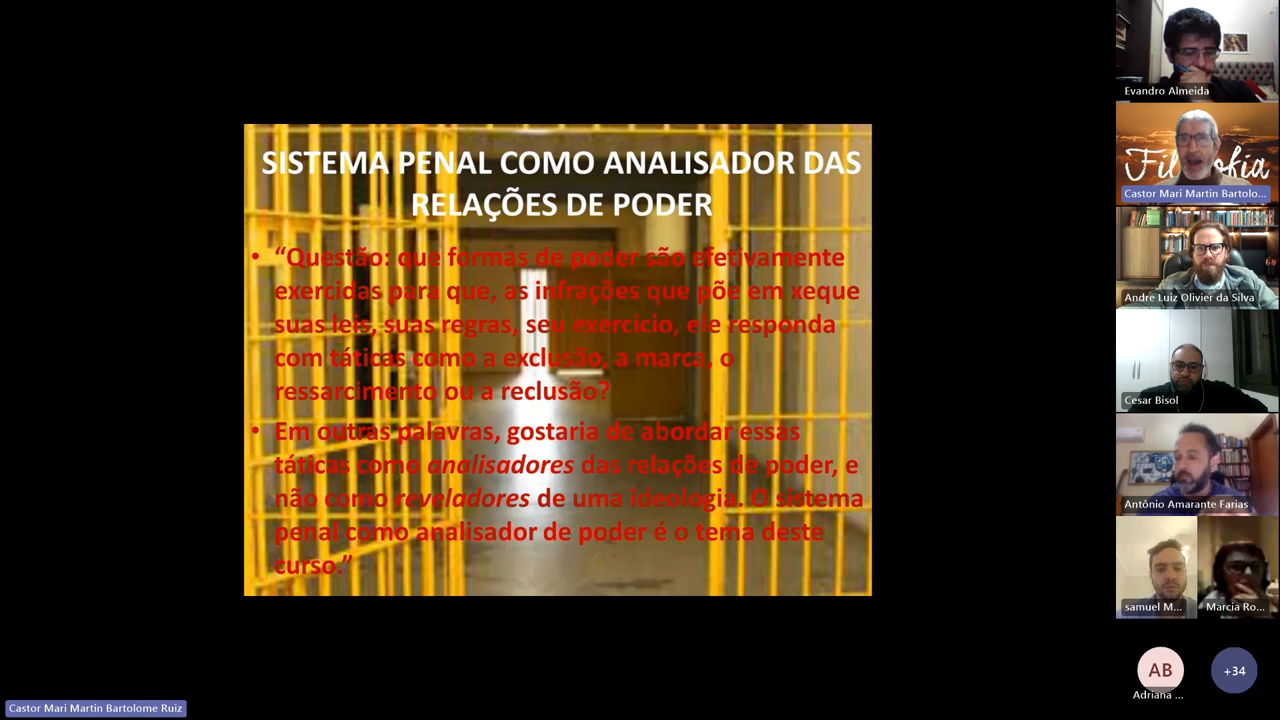 SISTEMA PENAL COMO ANALISADOR DAS
RELAÇÕES DE PODER
• “Questão: que formas de poder são efetivamente
exercidas para que, as infrações que põe em xeque
suas leis, suas regras, seu exercício, ele responda
com táticas como a exclusão, a marca, o
ressarcimento ou a reclusão?
• Em outras palavras, gostaria de abordar essas
táticas como analisadores das relações de poder, e
não como reveladores de uma ideologia. O sistema
penal como analisador de poder é o tema deste
curso.”
Evandro Almeida
Filosofia
Castor Mari Martin Bartolo...
Andre Luiz Olivier da Silva
Cesar Bisol
Antônio Amarante Farias
samuel M...
Marcia Ro...
AB
Adriana ...
+34
Castor Mari Martin Bartolome Ruiz